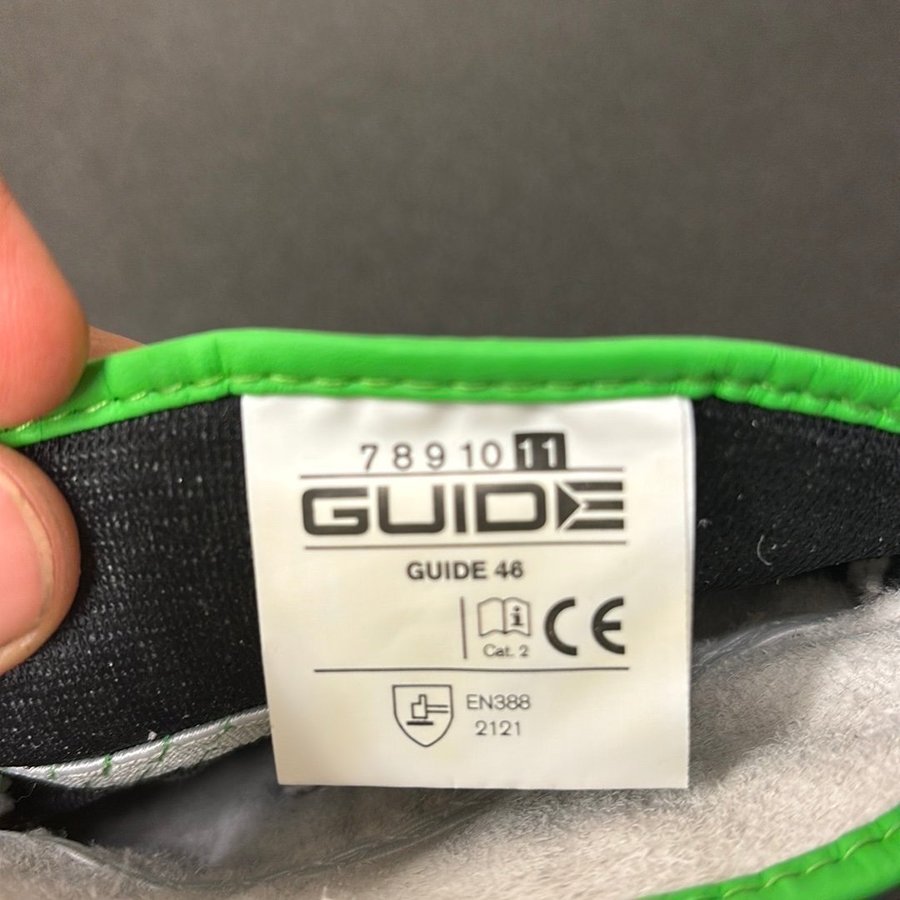 7 8 9 10 11
GUIDE
GUIDE 46
i CE
Cat. 2
EN388
2121